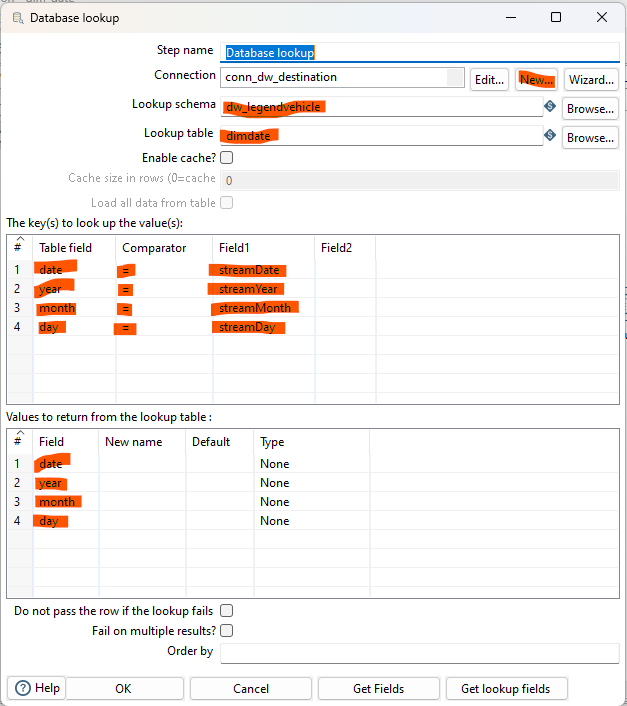 Database lookup
Step name Database lookup
Connection conn_dw_destination Edit... New... Wizard...
Lookup schema dw_legendvehicle Browse...
Lookup table dimdate Browse...
Enable cache?
Cache size in rows (0=cache 0
Load all data from table
The key(s) to look up the value(s):
# Table field Comparator Field1 Field2
1 date = streamDate
2 year = streamYear
3 month = streamMonth
4 day = streamDay
Values to return from the lookup table :
# Field New name Default Type
1 date None
2 year None
3 month None
4 day None
Do not pass the row if the lookup fails
Fail on multiple results?
Order by
? Help OK Cancel Get Fields Get lookup fields